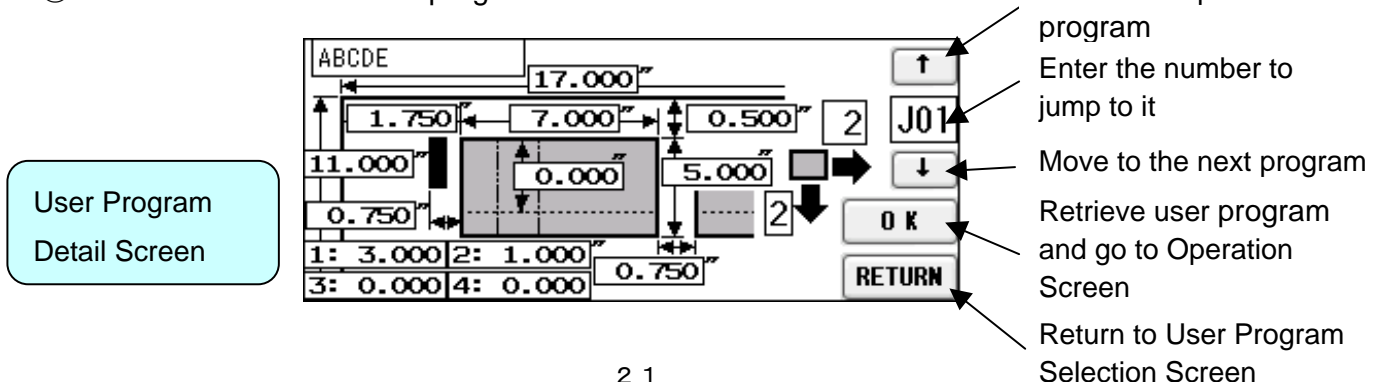 program
ABCDE
↑
17.000″
Enter the number to
jump to it
1.750″
7.000″
0.500″
2
J01
11.000″
0.000″
5.000″
↓
Move to the next program
User Program
Detail Screen
0.750″
2
O K
Retrieve user program
and go to Operation
Screen
1: 3.000 2: 1.000″
0.750″
3: 0.000 4: 0.000
RETURN
Return to User Program
Selection Screen
21